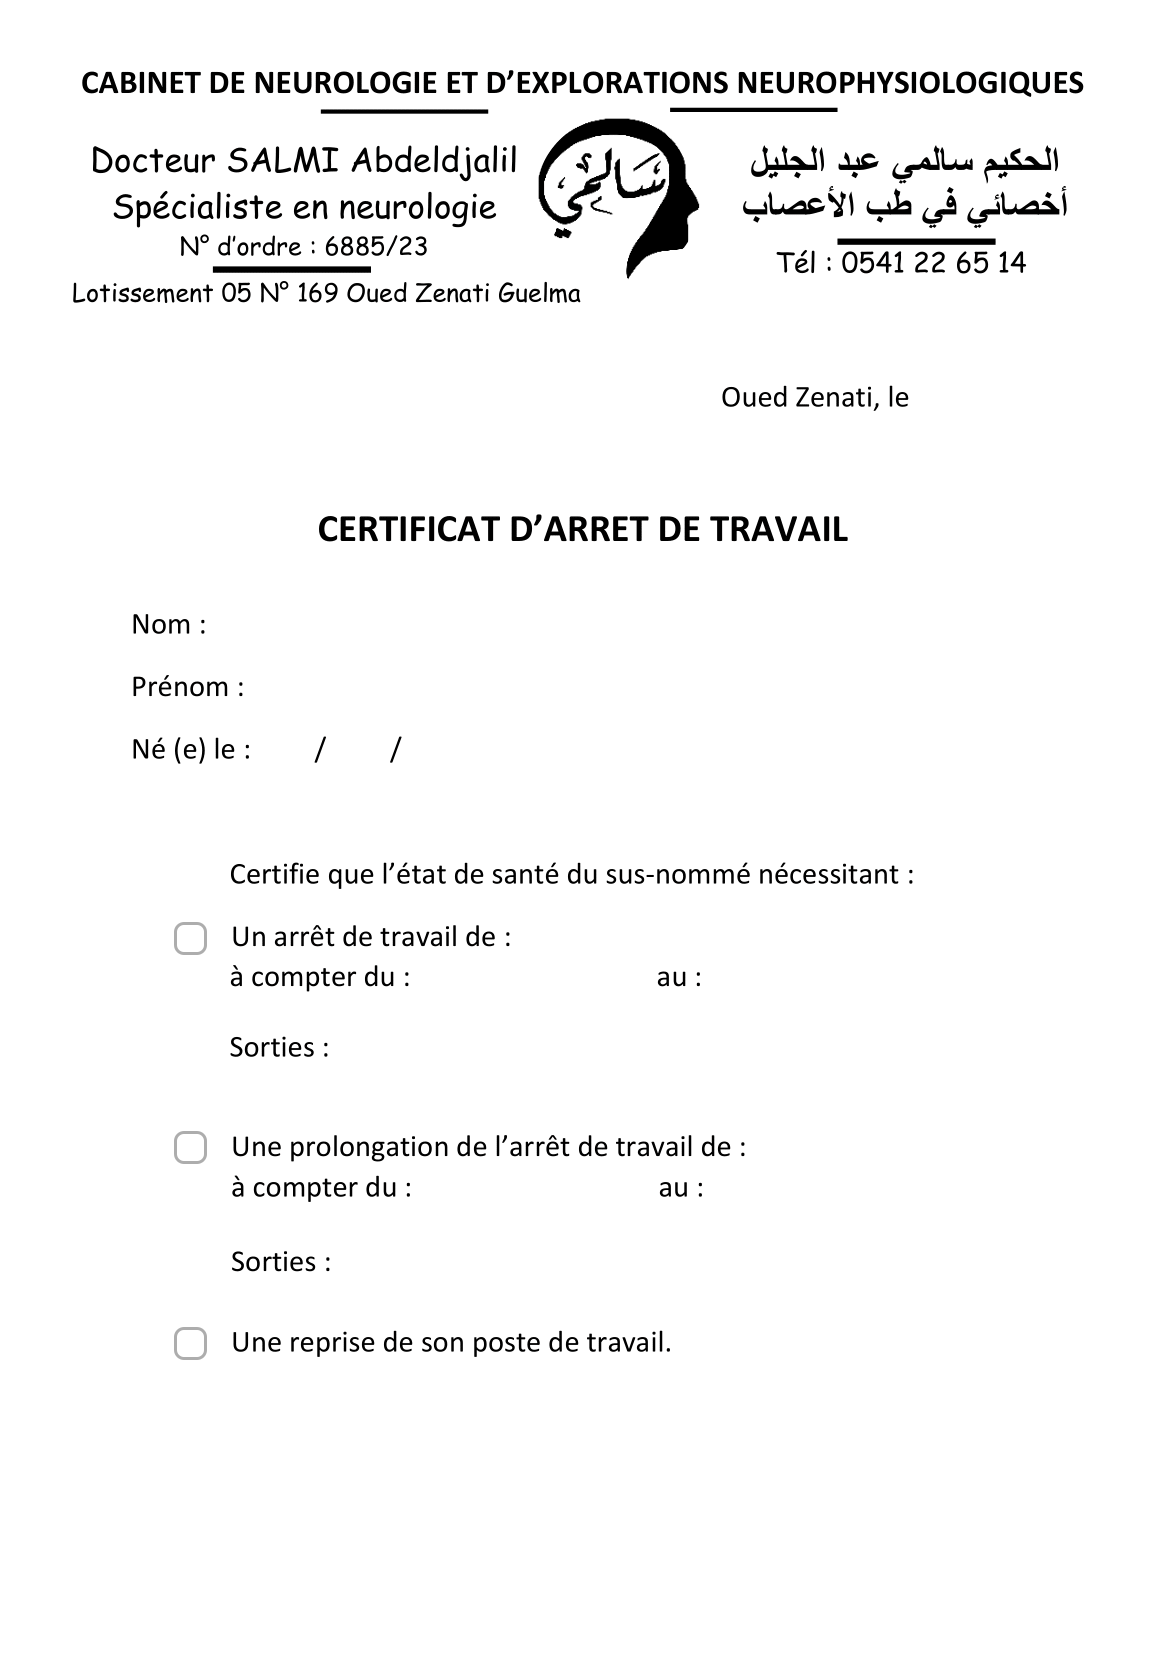 CABINET DE NEUROLOGIE ET D’EXPLORATIONS NEUROPHYSIOLOGIQUES
Docteur SALMI Abdeldjalil
Spécialiste en neurologie
N° d’ordre : 6885/23
Lotissement 05 N° 169 Oued Zenati Guelma
سالمي
الحكيم سالمي عبد الجليل
أخصائي في طب الأعصاب
Tél : 0541 22 65 14
Oued Zenati, le
CERTIFICAT D’ARRET DE TRAVAIL
Nom :
Prénom :
Né (e) le : / /
Certifie que l’état de santé du sus-nommé nécessitant :
Un arrêt de travail de :
à compter du : au :
Sorties :
Une prolongation de l’arrêt de travail de :
à compter du : au :
Sorties :
Une reprise de son poste de travail.